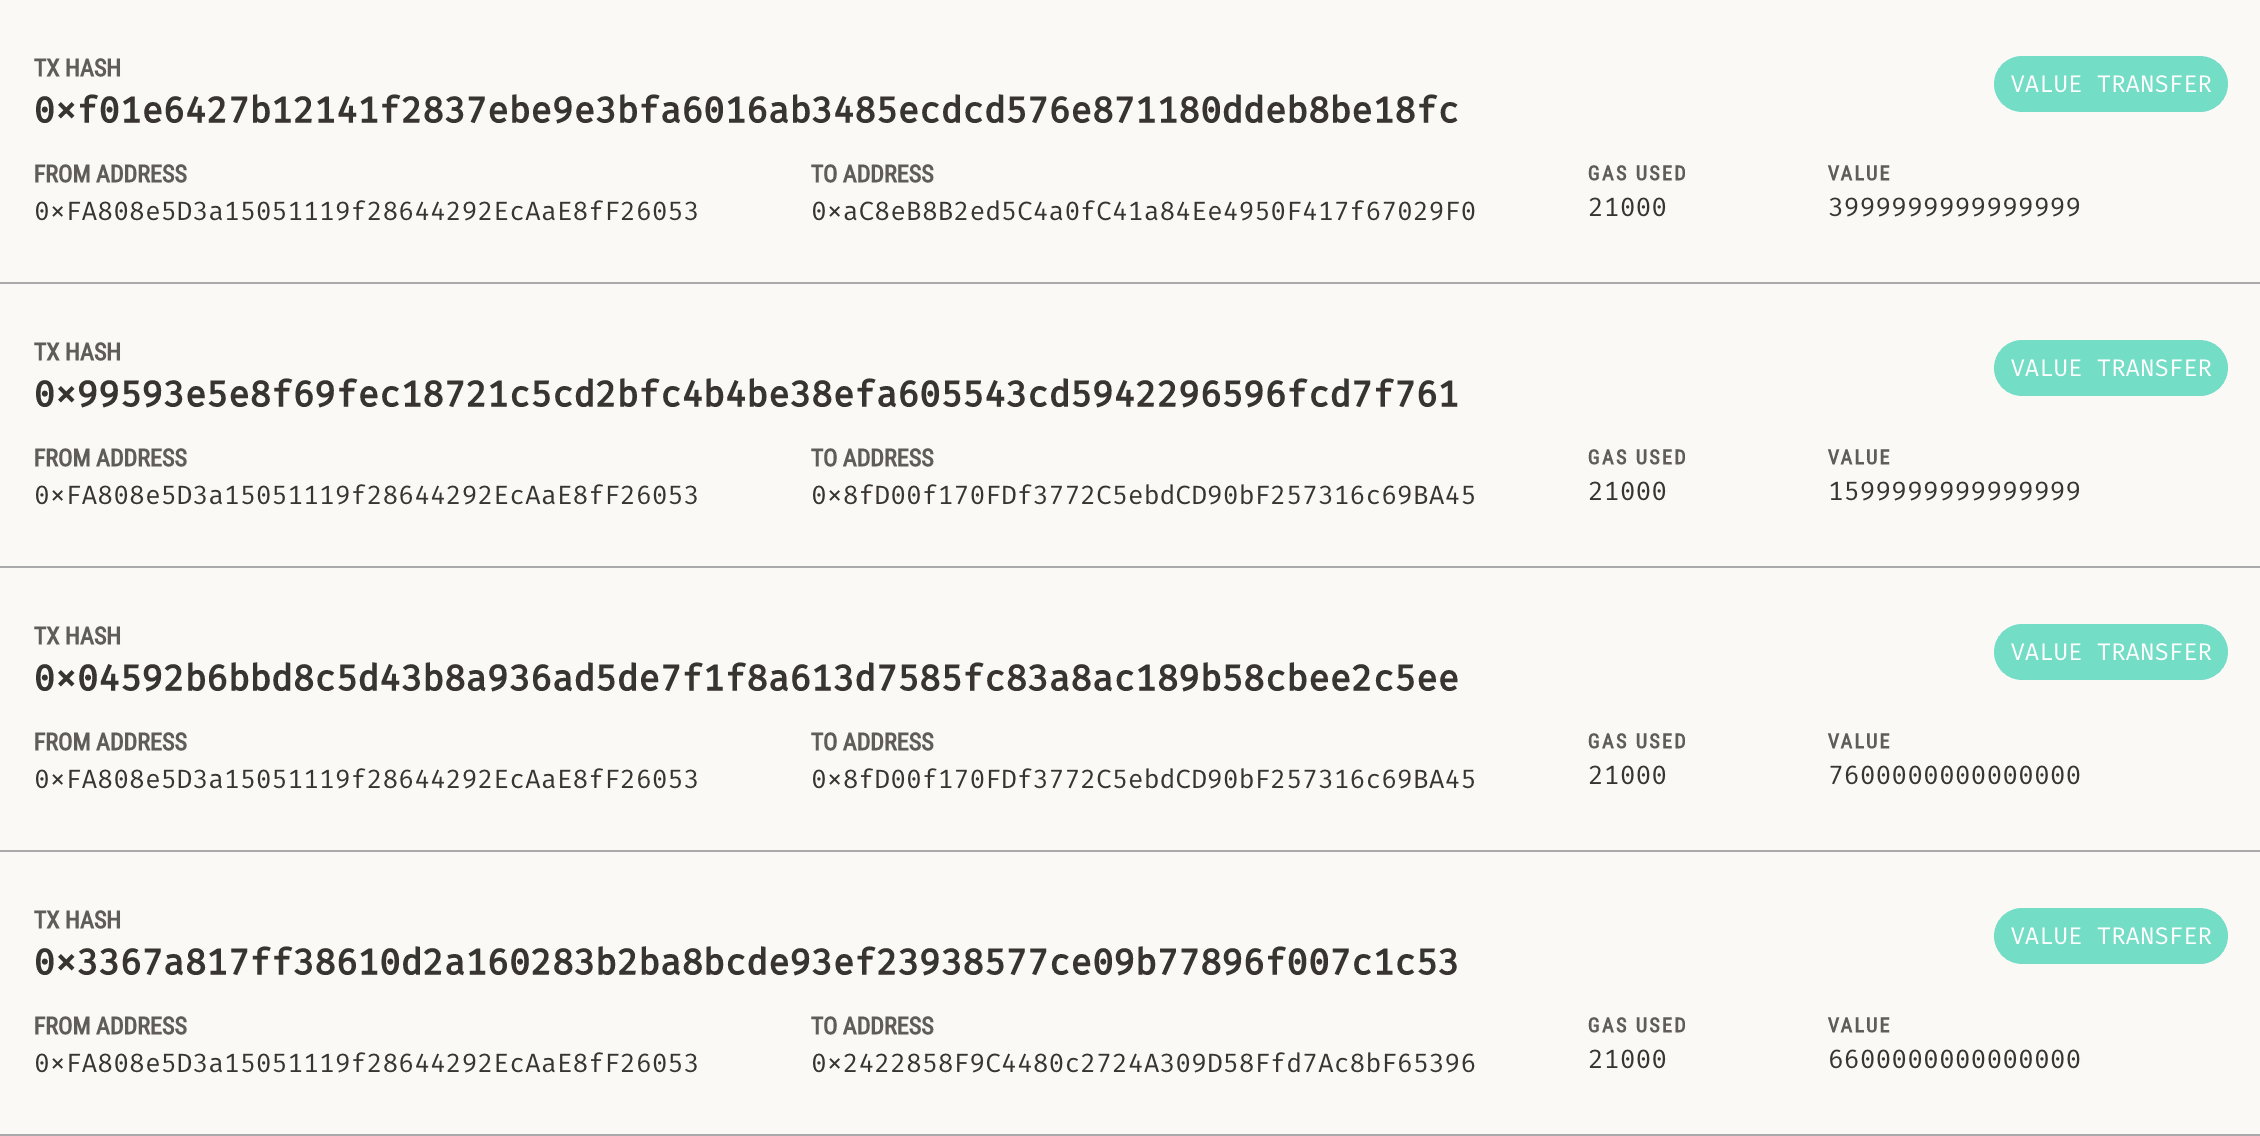 TX HASH
VALUE TRANSFER
0×f01e6427b12141f2837ebe9e3bfa6016ab3485ecdcd576e871180ddeb8be18fc
FROM ADDRESS TO ADDRESS GAS USED VALUE
0×FA808e5D3a15051119f28644292EcAaE8fF26053 0×aC8eB8B2ed5C4a0fC41a84Ee4950F417f67029F0 21000 3999999999999999
TX HASH
VALUE TRANSFER
0×99593e5e8f69fec18721c5cd2bfc4b4be38efa605543cd5942296596fcd7f761
FROM ADDRESS TO ADDRESS GAS USED VALUE
0×FA808e5D3a15051119f28644292EcAaE8fF26053 0×8fD00f170FDf3772C5ebdCD90bF257316c69BA45 21000 1599999999999999
TX HASH
VALUE TRANSFER
0×04592b6bbd8c5d43b8a936ad5de7f1f8a613d7585fc83a8ac189b58cbee2c5ee
FROM ADDRESS TO ADDRESS GAS USED VALUE
0×FA808e5D3a15051119f28644292EcAaE8fF26053 0×8fD00f170FDf3772C5ebdCD90bF257316c69BA45 21000 7600000000000000
TX HASH
VALUE TRANSFER
0×3367a817ff38610d2a160283b2ba8bcde93ef23938577ce09b77896f007c1c53
FROM ADDRESS TO ADDRESS GAS USED VALUE
0×FA808e5D3a15051119f28644292EcAaE8fF26053 0×2422858F9C4480c2724A309D58Ffd7Ac8bF65396 21000 6600000000000000